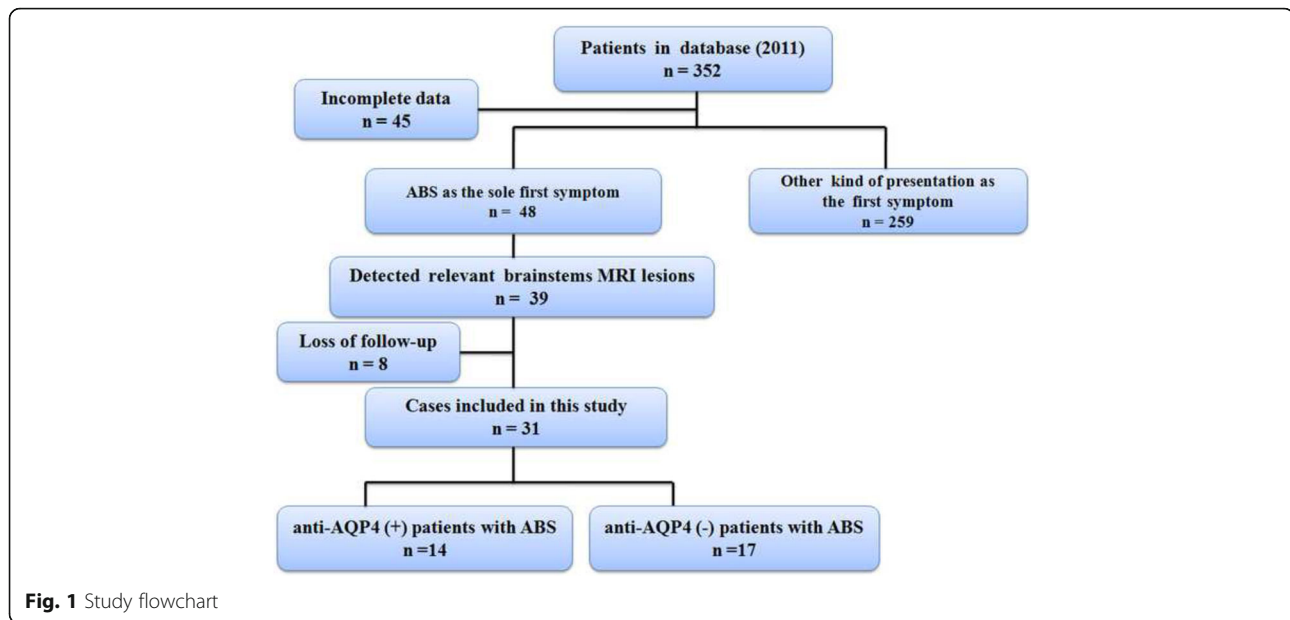 Patients in database (2011)
n = 352
Incomplete data
n = 45
ABS as the sole first symptom
n = 48
Other kind of presentation as
the first symptom
n = 259
Detected relevant brainstems MRI lesions
n = 39
Loss of follow-up
n = 8
Cases included in this study
n = 31
anti-AQP4 (+) patients with ABS
n =14
anti-AQP4 (-) patients with ABS
n =17
Fig. 1 Study flowchart